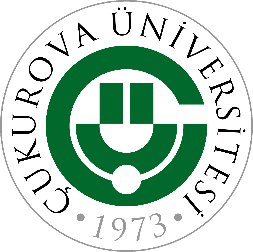 ÇUKUROVA ÜNİVERSİTESİ
• 1973 •